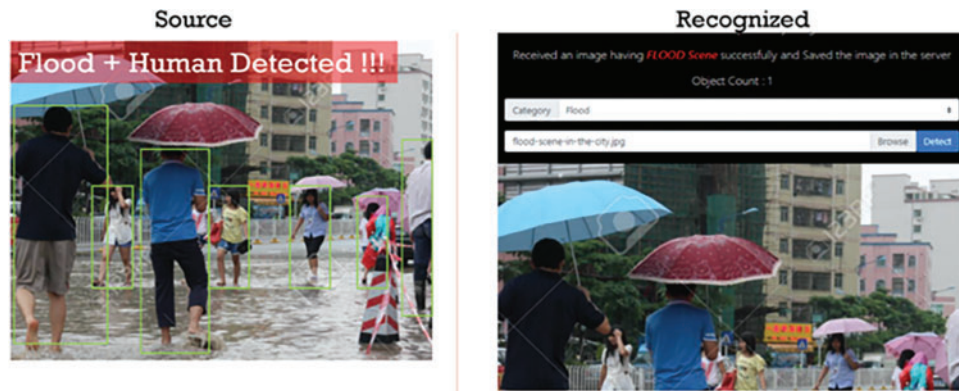 Source
Recognized
Flood + Human Detected !!!
Received an image having FLOOD Scene successfully and Saved the image in the server
Object Count : 1
Category Flood
flood-scene-in-the-city.jpg Browse Detect